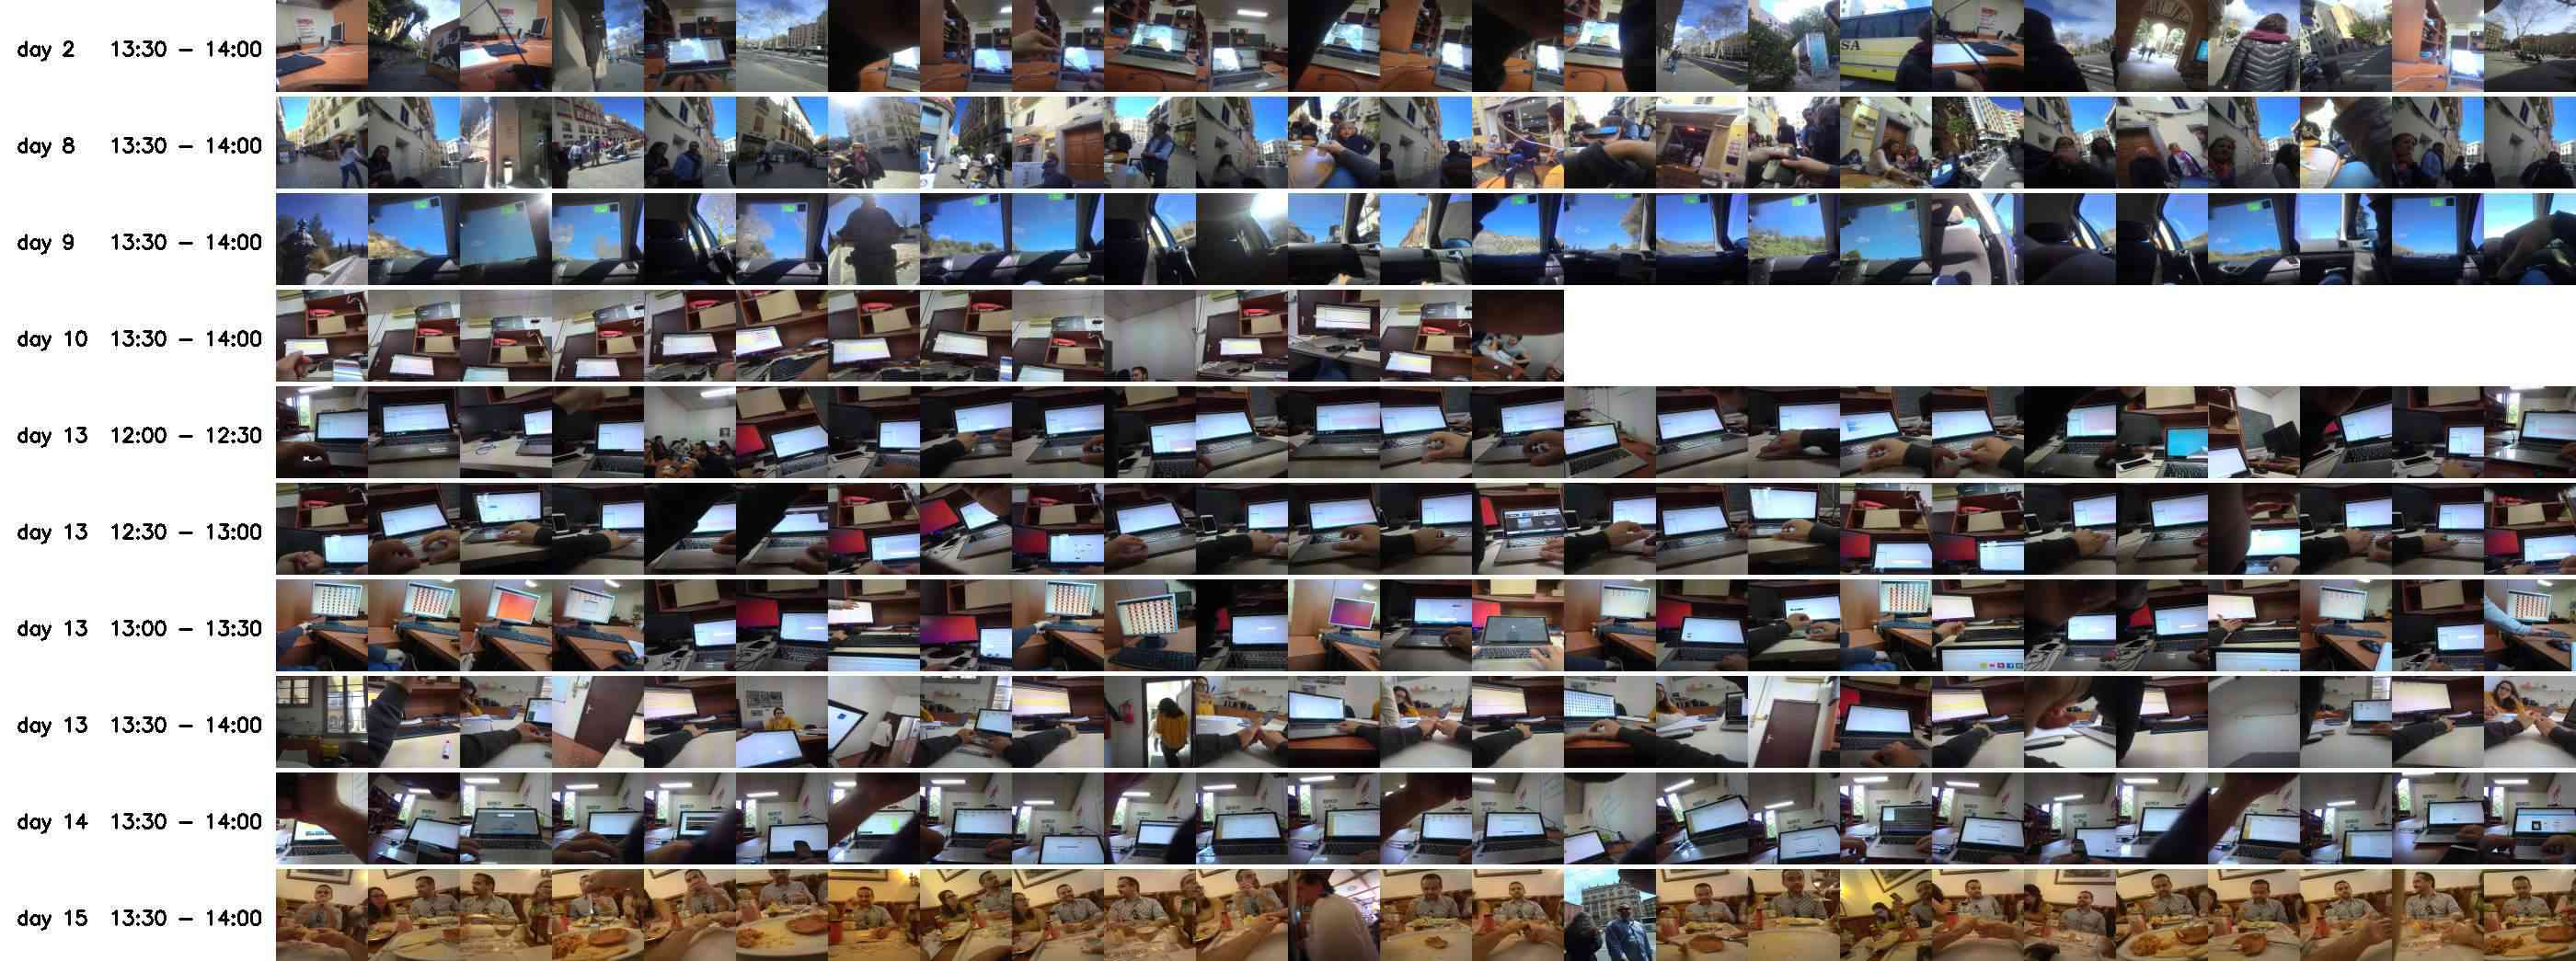 day 2 13:30 – 14:00
day 8 13:30 – 14:00
day 9 13:30 – 14:00
day 10 13:30 – 14:00
day 13 12:00 – 12:30
day 13 12:30 – 13:00
day 13 13:00 – 13:30
day 13 13:30 – 14:00
day 14 13:30 – 14:00
day 15 13:30 – 14:00